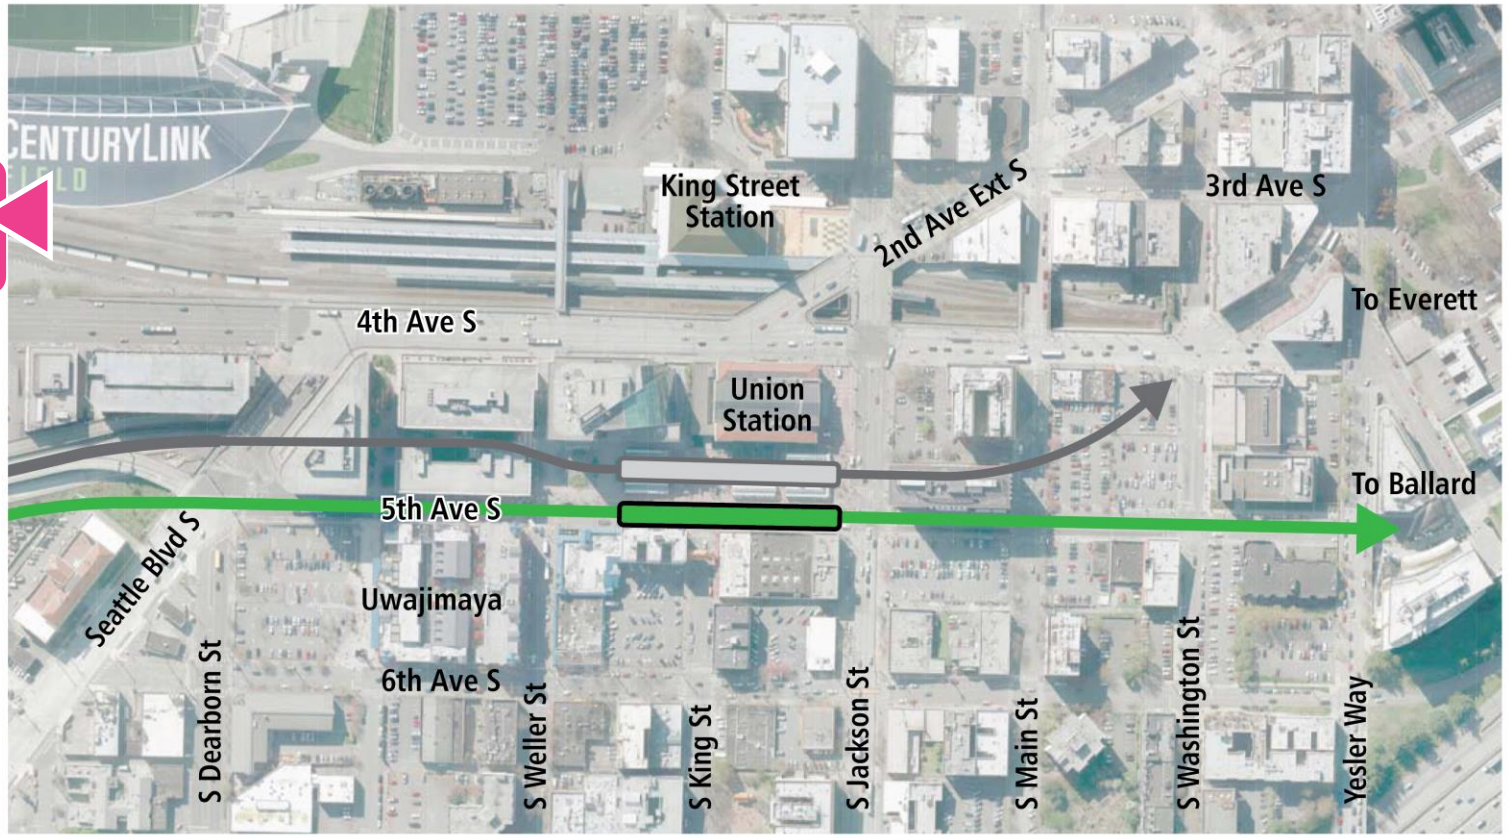 CENTURYLINK
FIELD
King Street
Station
2nd Ave Ext S
3rd Ave S
To Everett
4th Ave S
Union
Station
To Ballard
5th Ave S
Seattle Blvd S
Uwajimaya
6th Ave S
S Dearborn St
S Weller St
S King St
S Jackson St
S Main St
S Washington St
Yesler Way